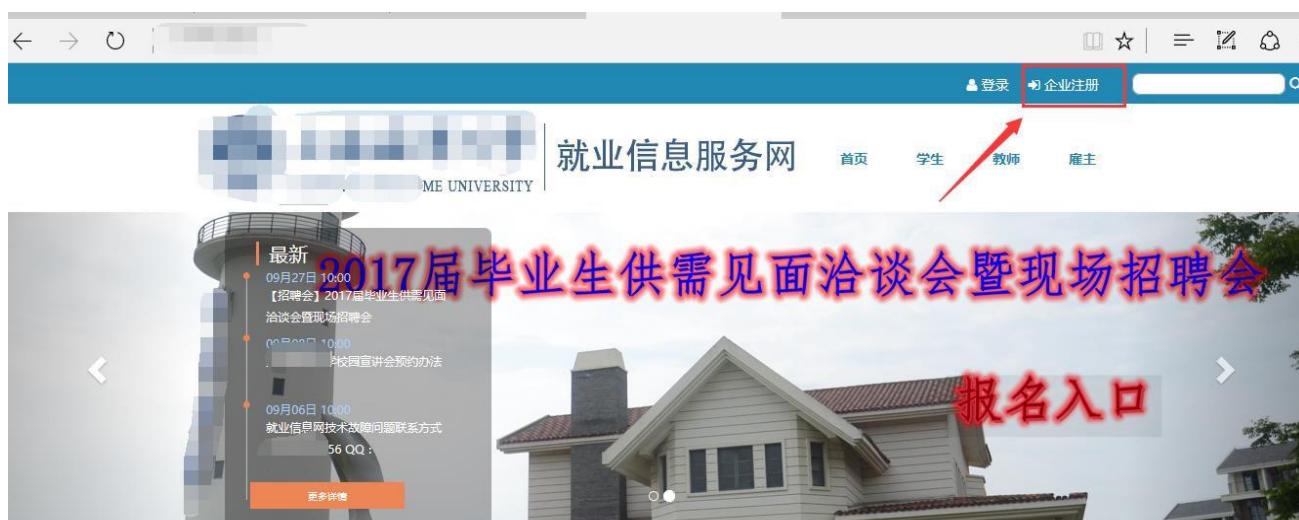 登录
企业注册
就业信息服务网
首页
学生
教师
雇主
ME UNIVERSITY
2017届毕业生供需见面洽谈会暨现场招聘会
报名入口
最新
09月27日 10:00
【招聘会】2017届毕业生供需见面
洽谈会暨现场招聘会
10:00
校园宣讲会预约办法
09月06日 10:00
就业信息网技术故障问题联系方式
56 QQ：
更多详情